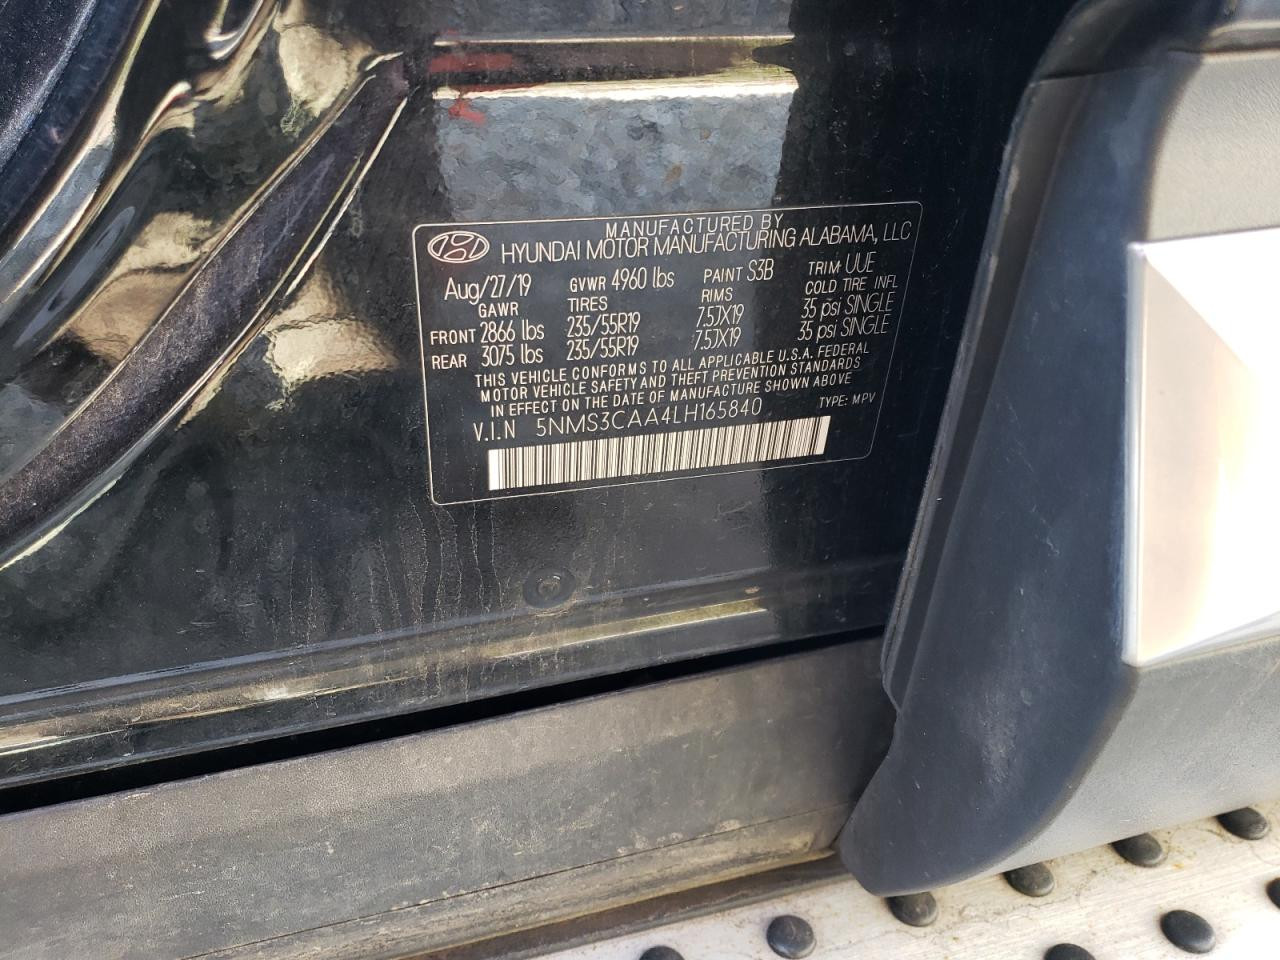 MANUFACTURED BY
HYUNDAI MOTOR MANUFACTURING ALABAMA, LLC
Aug/27/19 GVWR 4960 lbs PAINT S3B TRIM UUE
GAWR TIRES RIMS COLD TIRE INFL
FRONT 2866 lbs 235/55R19 7.5JX19 35 psi SINGLE
REAR 3075 lbs 235/55R19 7.5JX19 35 psi SINGLE
THIS VEHICLE CONFORMS TO ALL APPLICABLE U.S.A. FEDERAL
MOTOR VEHICLE SAFETY AND THEFT PREVENTION STANDARDS
IN EFFECT ON THE DATE OF MANUFACTURE SHOWN ABOVE
V.I.N 5NMS3CAA4LH165840 TYPE: MPV